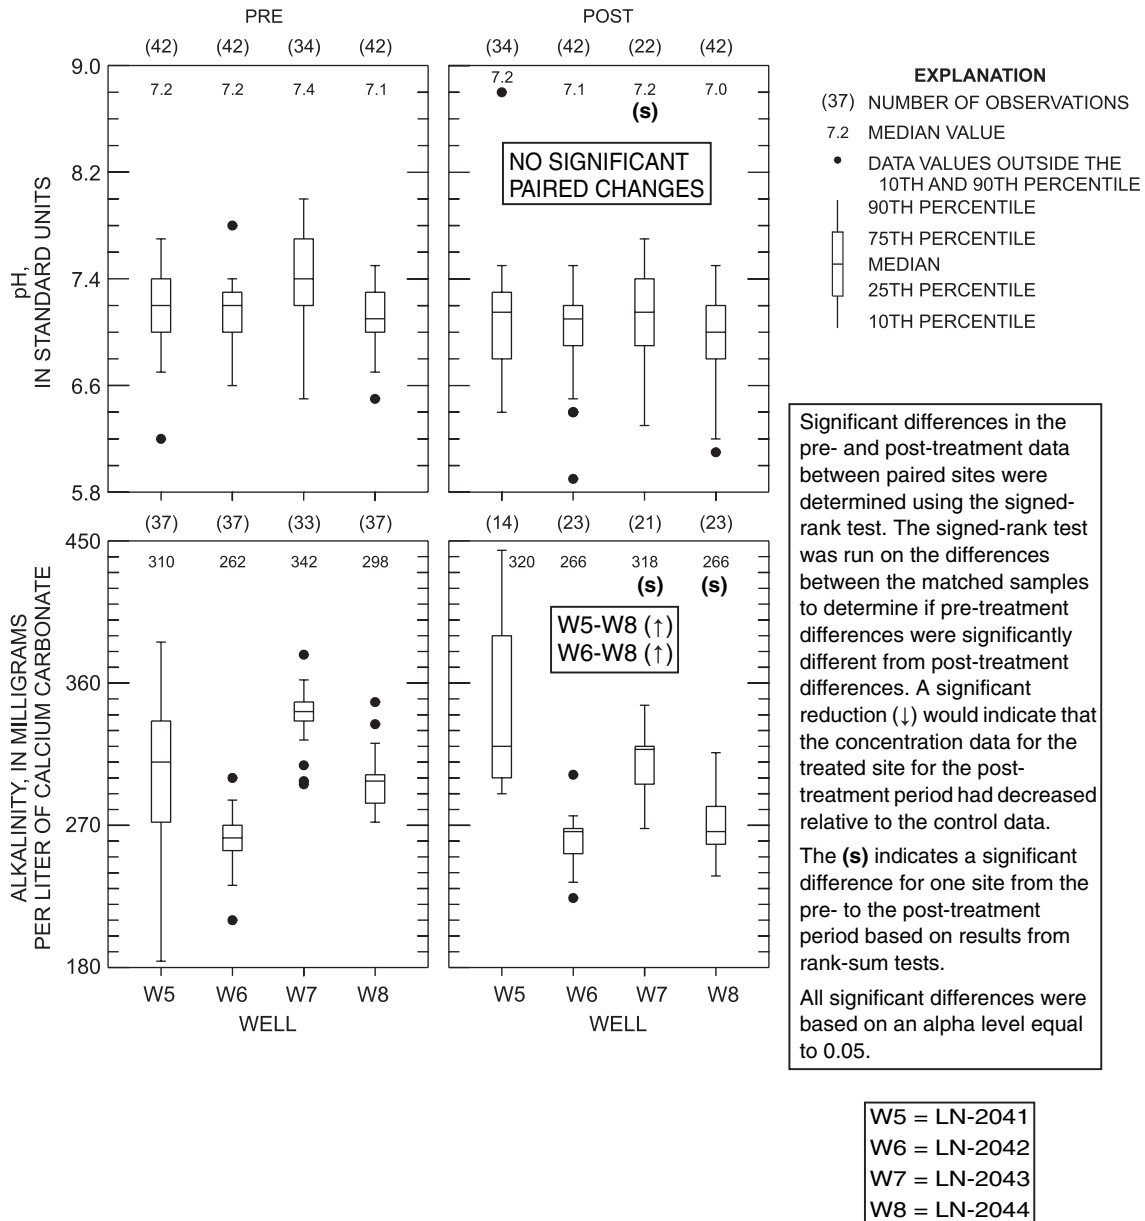 PRE
POST
(42) (42) (34) (42)
(34) (42) (22) (42)
9.0
8.2
7.4
6.6
5.8
pH,
IN STANDARD UNITS
7.2 7.2 7.4 7.1
7.2 7.1 7.2 7.0
(s)
NO SIGNIFICANT
PAIRED CHANGES
(37) (37) (33) (37)
(14) (23) (21) (23)
450
360
270
180
ALKALINITY, IN MILLIGRAMS
PER LITER OF CALCIUM CARBONATE
310 262 342 298
320 266 318 266
(s) (s)
W5-W8 (↑)
W6-W8 (↑)
W5 W6 W7 W8
WELL
W5 W6 W7 W8
WELL
EXPLANATION
(37) NUMBER OF OBSERVATIONS
7.2 MEDIAN VALUE
DATA VALUES OUTSIDE THE
10TH AND 90TH PERCENTILE
90TH PERCENTILE
75TH PERCENTILE
MEDIAN
25TH PERCENTILE
10TH PERCENTILE
Significant differences in the
pre- and post-treatment data
between paired sites were
determined using the signed-
rank test. The signed-rank test
was run on the differences
between the matched samples
to determine if pre-treatment
differences were significantly
different from post-treatment
differences. A significant
reduction (↓) would indicate that
the concentration data for the
treated site for the post-
treatment period had decreased
relative to the control data.
The (s) indicates a significant
difference for one site from the
pre- to the post-treatment
period based on results from
rank-sum tests.
All significant differences were
based on an alpha level equal
to 0.05.
W5 = LN-2041
W6 = LN-2042
W7 = LN-2043
W8 = LN-2044